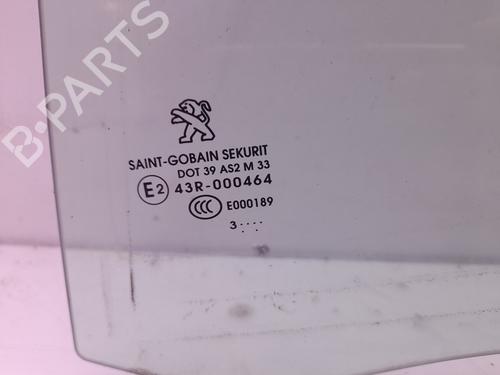 B-PARTS
SAINT-GOBAIN SEKURIT
DOT 39 AS2 M 33
E2 43R-000464
CCC E000189
3····